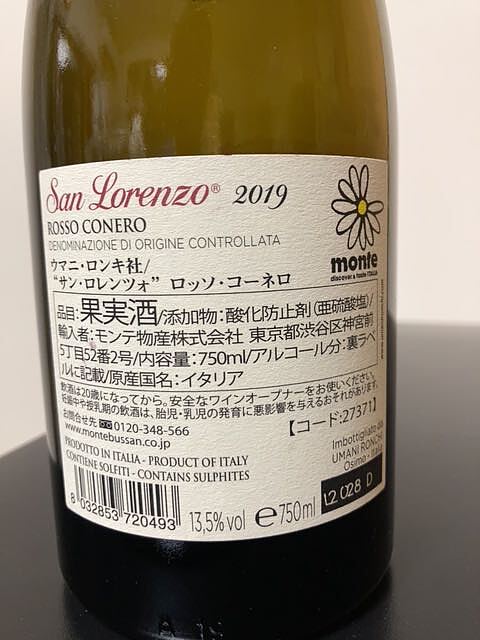 San Lorenzo® 2019
ROSSO CONERO
DENOMINAZIONE DI ORIGINE CONTROLLATA
monte
discover & taste ITALIA
ウマニ・ロンキ社/
“サン・ロレンツォ” ロッソ・コーネロ
品目:果実酒/添加物:酸化防止剤(亜硫酸塩)/
輸入者:モンテ物産株式会社 東京都渋谷区神宮前
5丁目52番2号/内容量:750ml/アルコール分:裏ラベ
ルに記載/原産国名:イタリア
飲酒は20歳になってから。安全なワインオープナーをお使いください。
妊娠中や授乳期の飲酒は、胎児・乳児の発育に悪影響を与えるおそれがあります。
お問合せ先 0120-348-566
www.montebussan.co.jp
【コード:27371】
PRODOTTO IN ITALIA - PRODUCT OF ITALY
CONTIENE SOLFITI - CONTAINS SULPHITES
Imbottigliato da
UMANI RONCHI
Osimo - Italia
L2 028 D
8 032853 720493
13,5% vol e 750ml